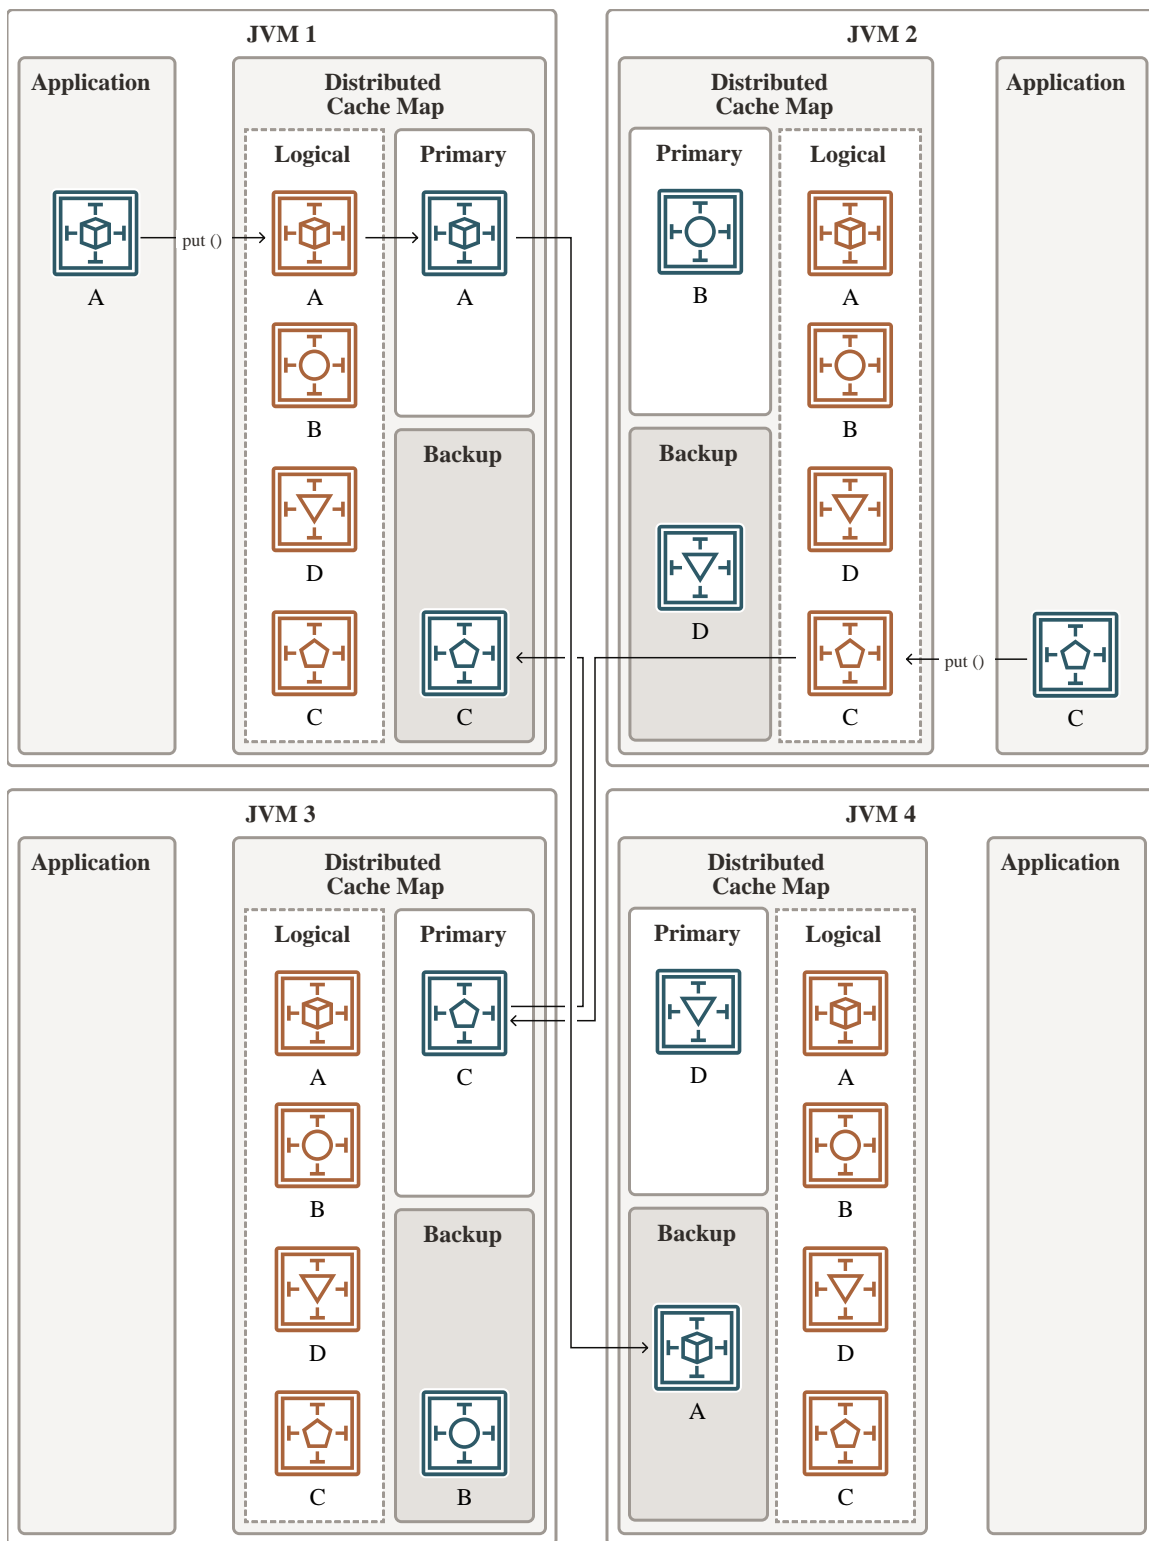 JVM 1
Application
Distributed
Cache Map
Logical
Primary
A
put ()
A
A
B
Backup
D
C
C
JVM 2
Distributed
Cache Map
Application
Primary
Logical
B
A
B
Backup
D
D
put ()
C
C
JVM 3
Application
Distributed
Cache Map
Logical
Primary
A
C
B
Backup
D
C
B
JVM 4
Distributed
Cache Map
Application
Primary
Logical
D
A
B
Backup
D
A
C